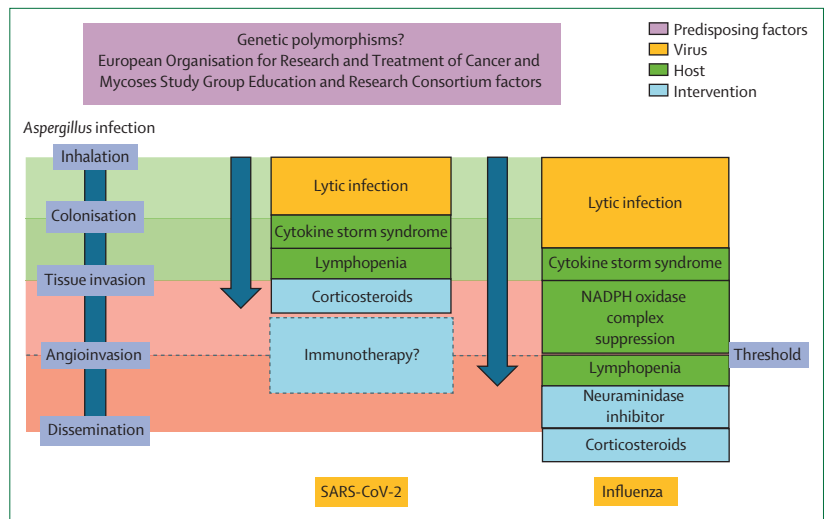 Genetic polymorphisms?
European Organisation for Research and Treatment of Cancer and
Mycoses Study Group Education and Research Consortium factors
Predisposing factors
Virus
Host
Intervention
Aspergillus infection
Inhalation
Colonisation
Tissue invasion
Angioinvasion
Dissemination
Lytic infection
Cytokine storm syndrome
Lymphopenia
Corticosteroids
Immunotherapy?
SARS-CoV-2
Lytic infection
Cytokine storm syndrome
NADPH oxidase
complex
suppression
Lymphopenia
Neuraminidase
inhibitor
Corticosteroids
Influenza
Threshold